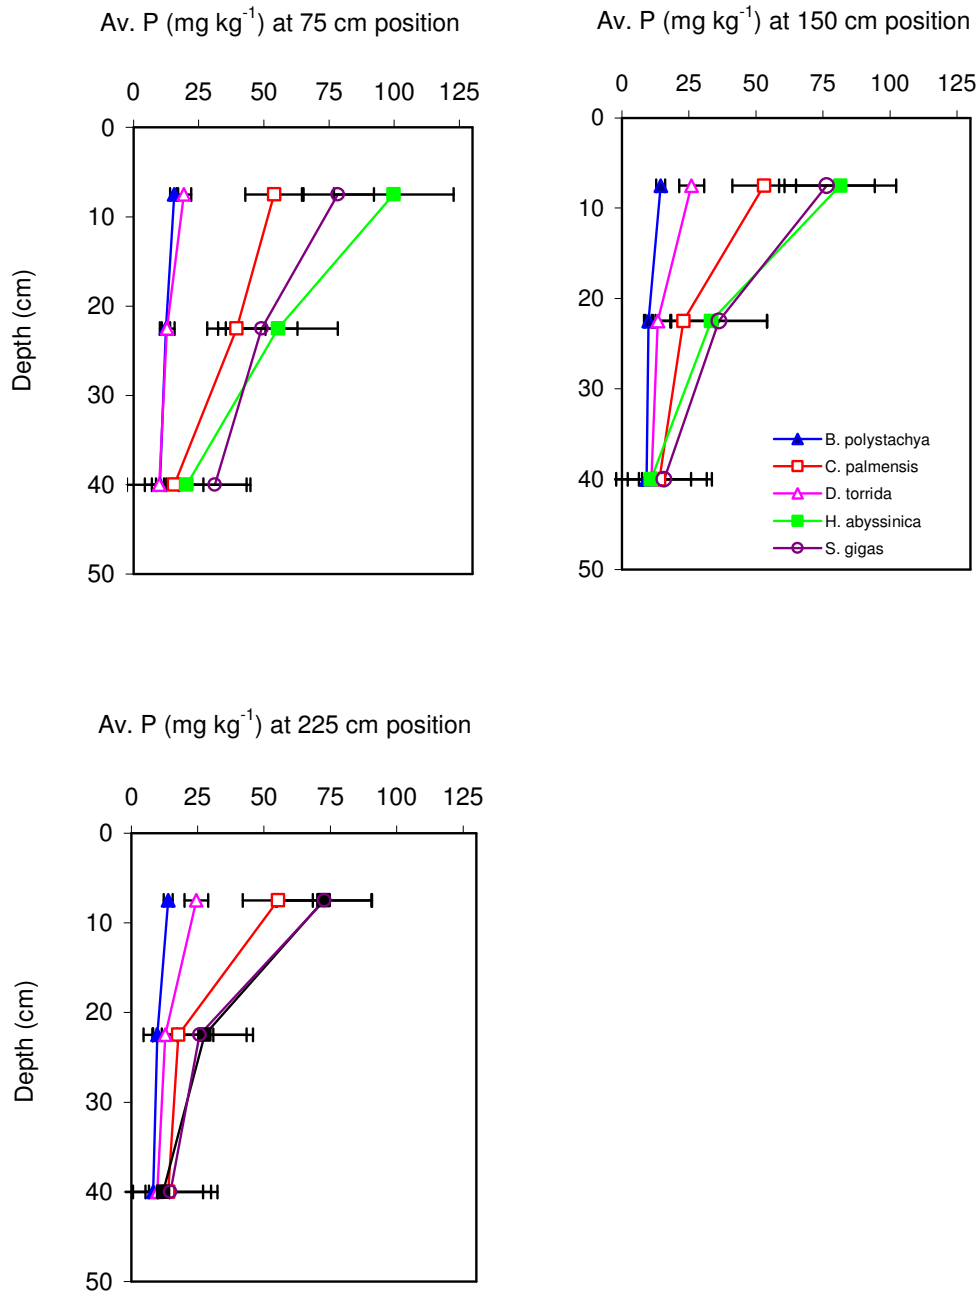 Av. P (mg kg⁻¹) at 75 cm position
0 25 50 75 100 125
0
10
20
30
40
50
Depth (cm)
Av. P (mg kg⁻¹) at 150 cm position
0 25 50 75 100 125
0
10
20
30
40
50
B. polystachya
C. palmensis
D. torrida
H. abyssinica
S. gigas
Av. P (mg kg⁻¹) at 225 cm position
0 25 50 75 100 125
0
10
20
30
40
50
Depth (cm)